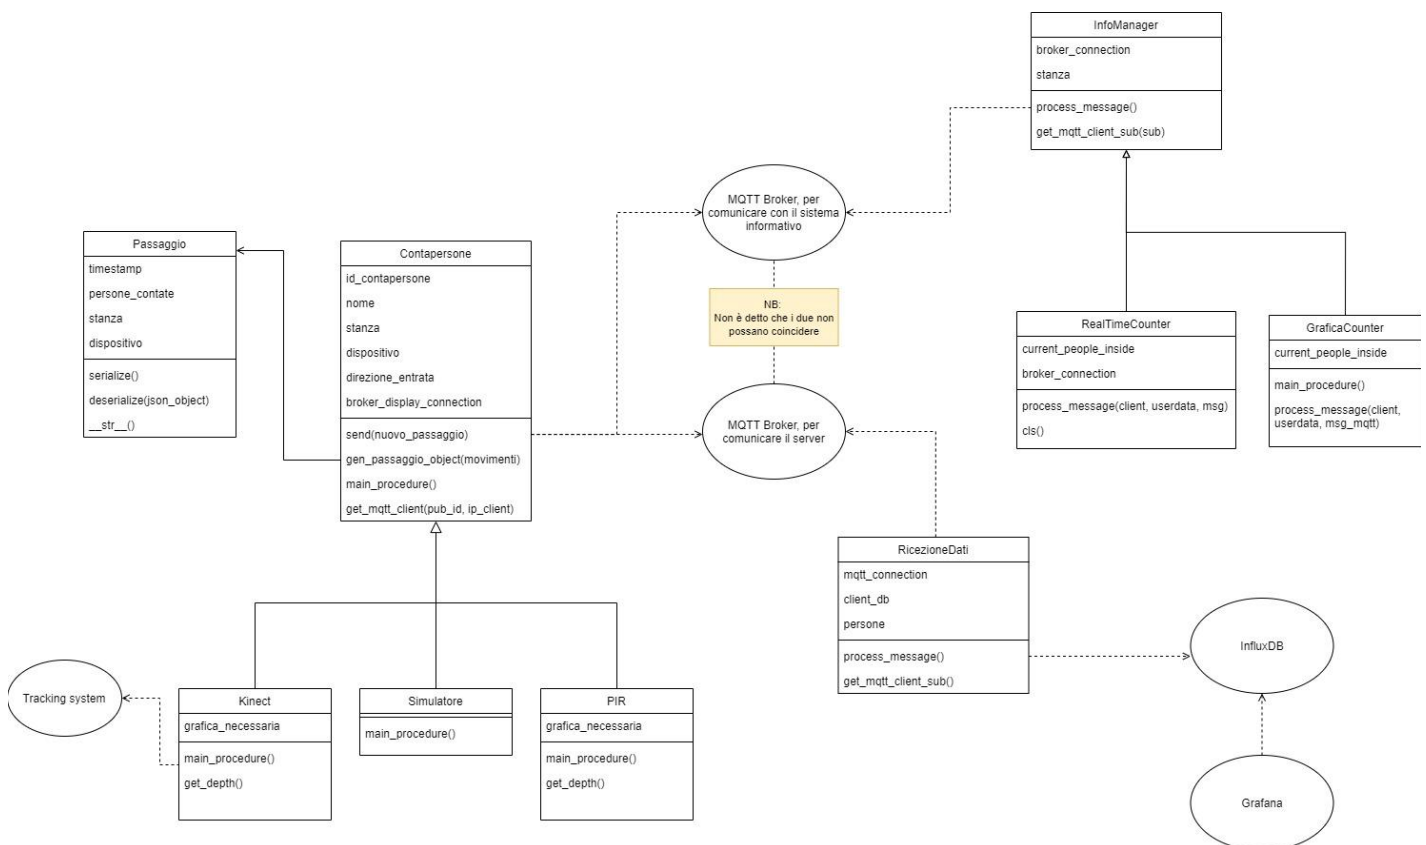 InfoManager
broker_connection
stanza
process_message()
get_mqtt_client_sub(sub)
MQTT Broker, per
comunicare con il sistema
informativo
Passaggio
timestamp
persone_contate
stanza
dispositivo
serialize()
deserialize(json_object)
__str__()
Contapersone
id_contapersone
nome
stanza
dispositivo
direzione_entrata
broker_display_connection
send(nuovo_passaggio)
gen_passaggio_object(movimenti)
main_procedure()
get_mqtt_client(pub_id, ip_client)
NB:
Non è detto che i due non
possano coincidere
RealTimeCounter
current_people_inside
broker_connection
process_message(client, userdata, msg)
cls()
GraficaCounter
current_people_inside
main_procedure()
process_message(client,
userdata, msg_mqtt)
MQTT Broker, per
comunicare il server
RicezioneDati
mqtt_connection
client_db
persone
process_message()
get_mqtt_client_sub()
InfluxDB
Tracking system
Kinect
grafica_necessaria
main_procedure()
get_depth()
Simulatore
main_procedure()
PIR
grafica_necessaria
main_procedure()
get_depth()
Grafana